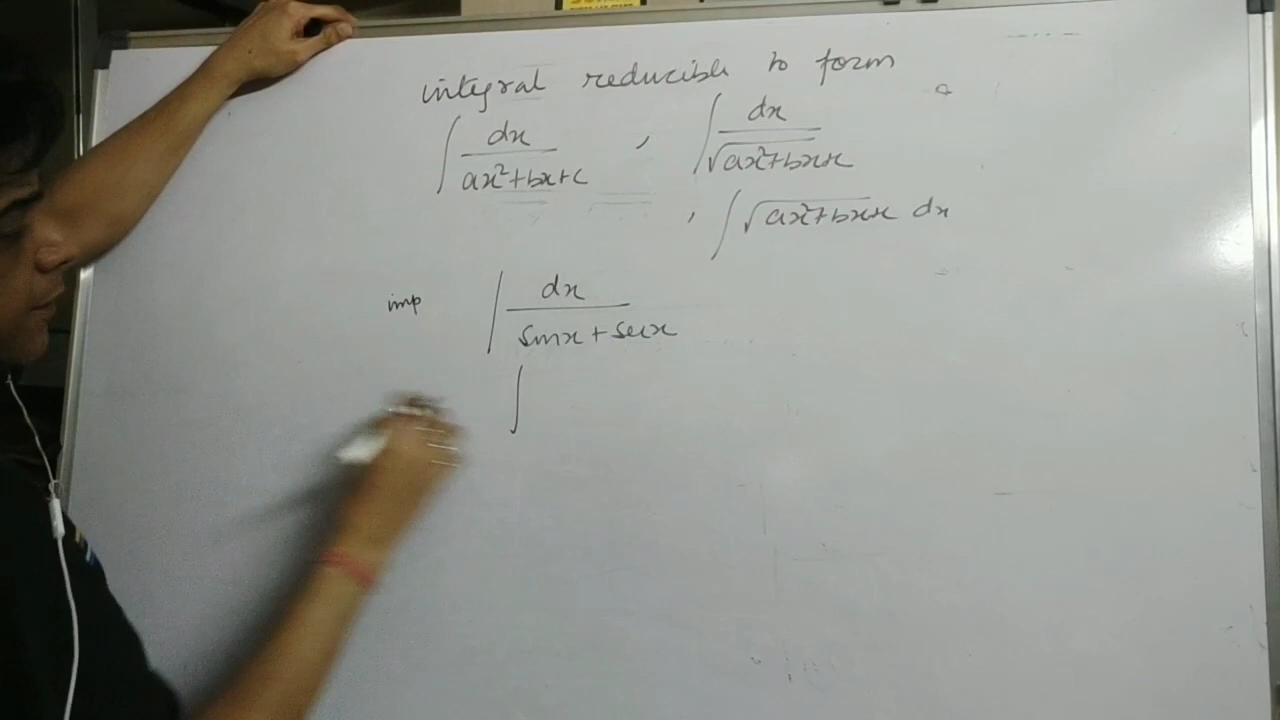 integral reducible to form
∫ dx / ax²+bx+c , ∫ dx / √ax²+bx+c
, ∫ √ax²+bx+c dx
imp ∫ dx / sinx + secx
∫